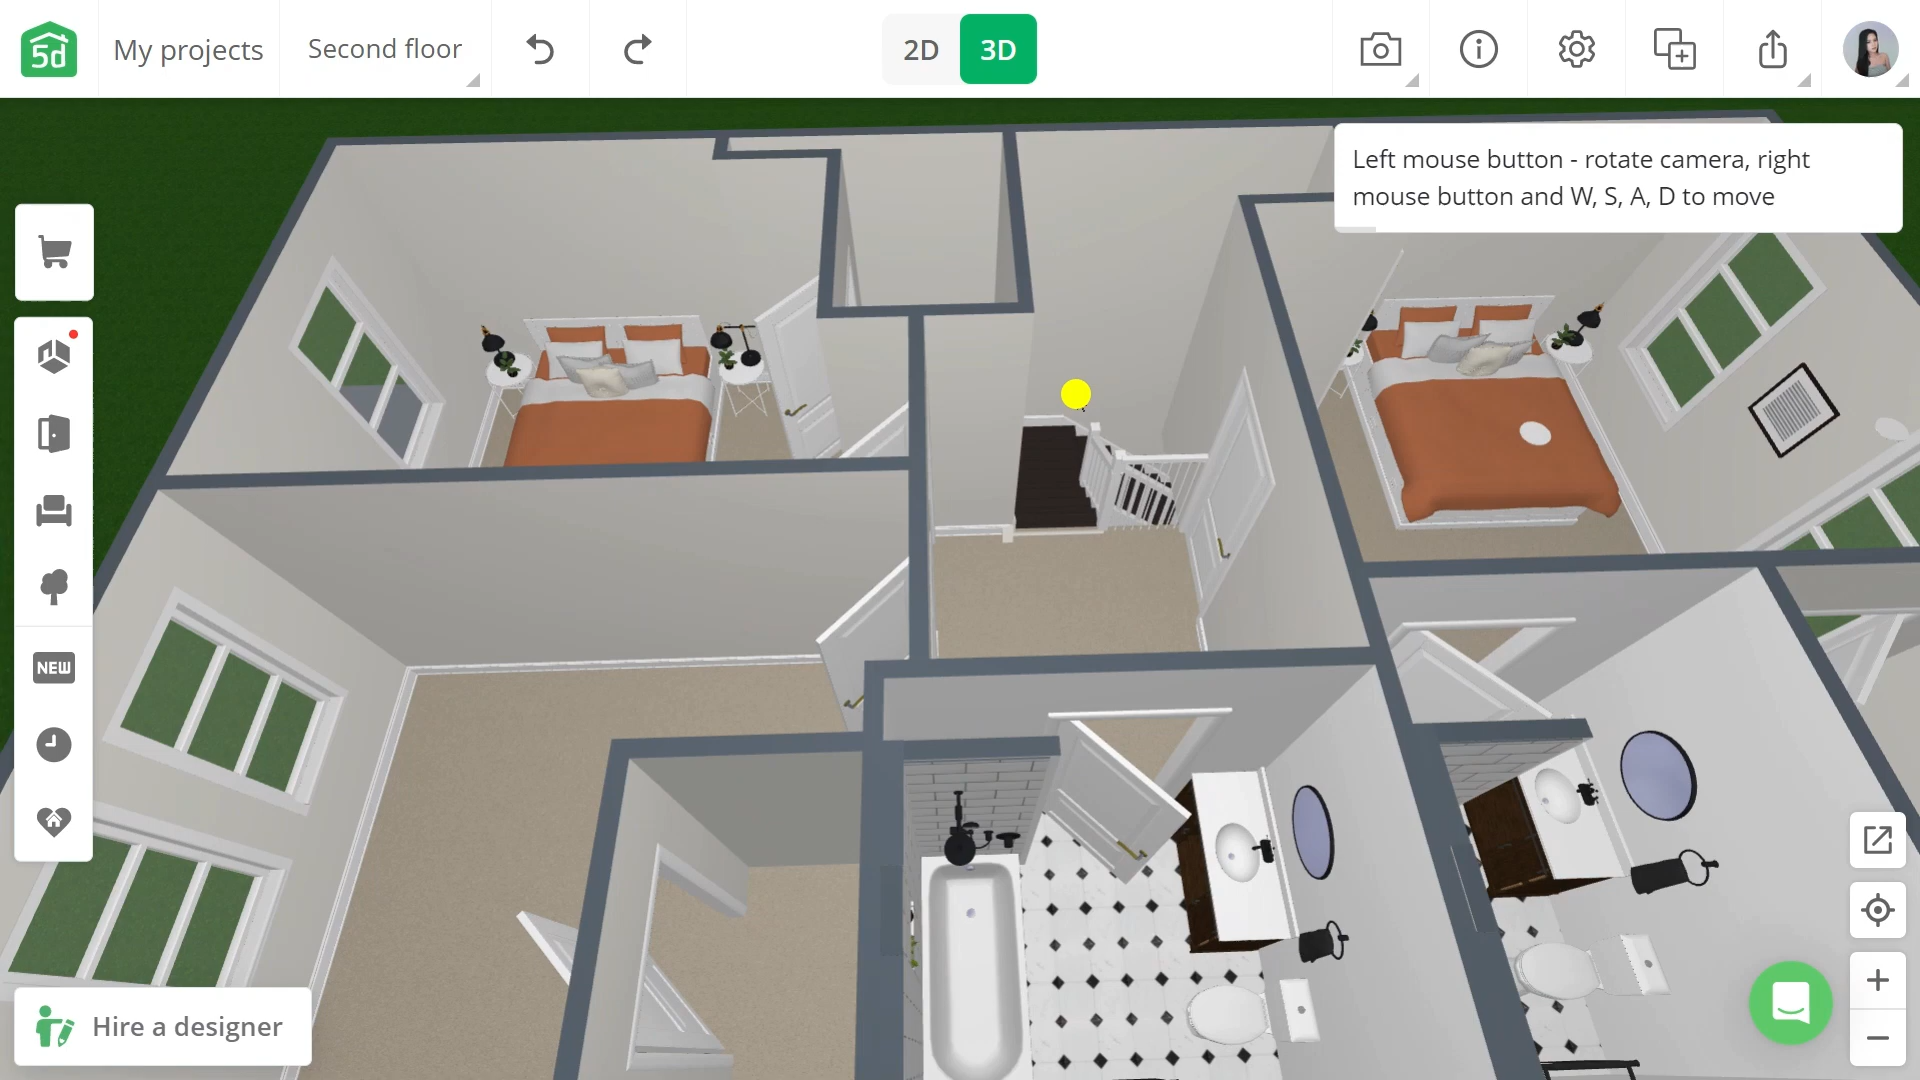 5d
My projects
Second floor
2D
3D
Left mouse button - rotate camera, right
mouse button and W, S, A, D to move
NEW
Hire a designer